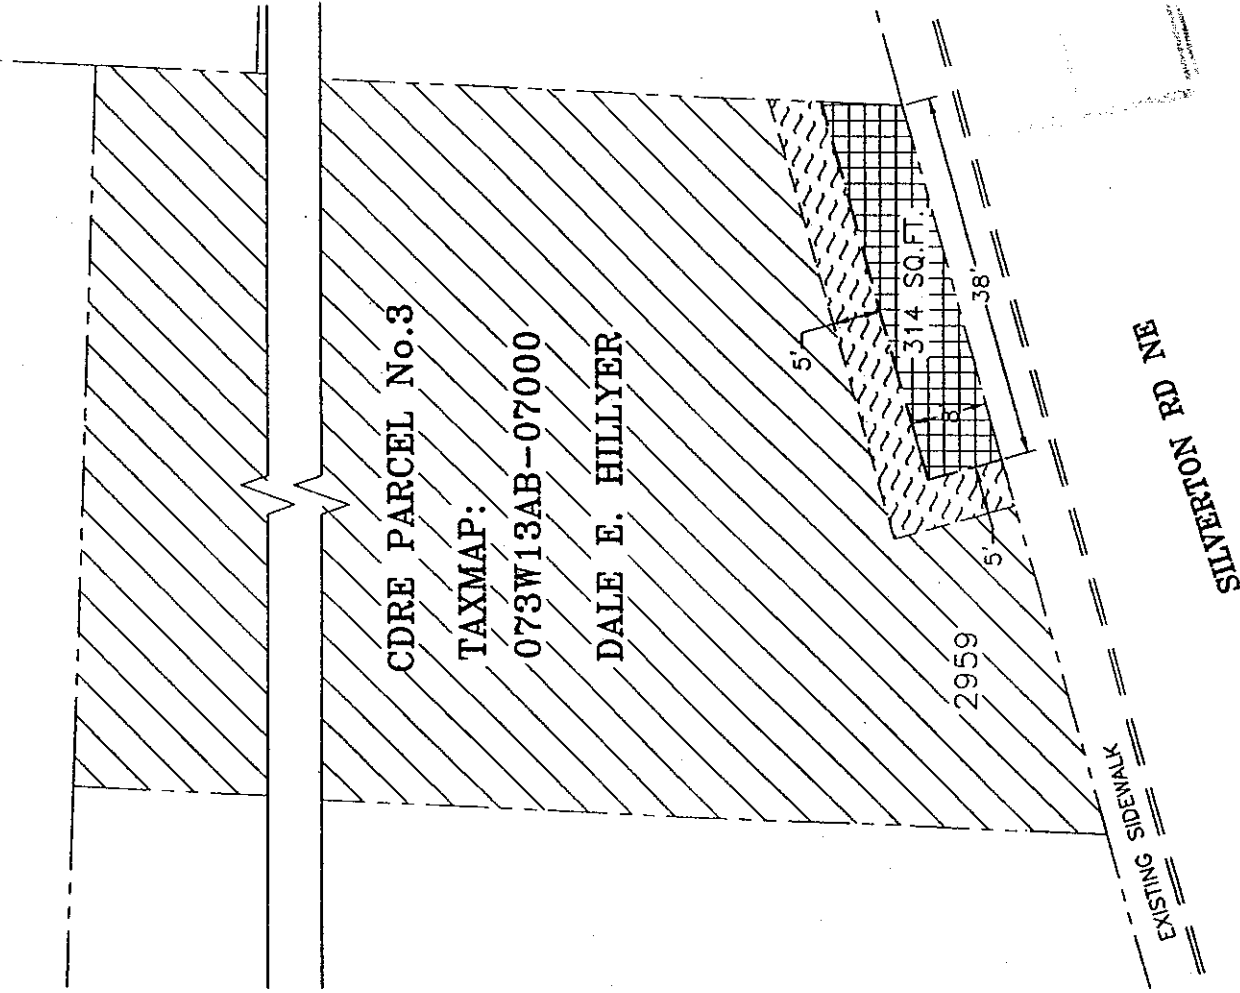 CDRE PARCEL No.3
TAXMAP:
073W13AB-07000
DALE E. HILLYER
5'
314 SQ.FT.
8'
38'
5'
2959
EXISTING SIDEWALK
SILVERTON RD NE